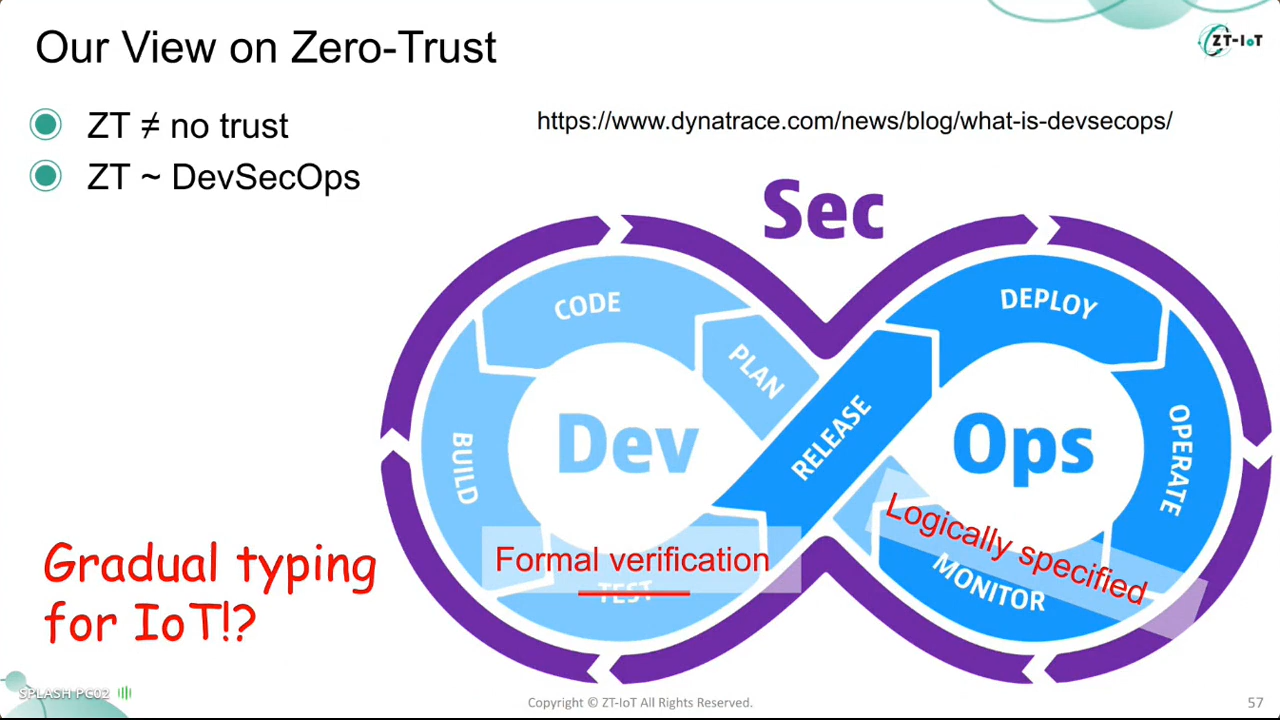 Our View on Zero-Trust
ZT-IoT
ZT ≠ no trust
https://www.dynatrace.com/news/blog/what-is-devsecops/
ZT ~ DevSecOps
Sec
CODE
DEPLOY
PLAN
RELEASE
Dev
Ops
OPERATE
BUILD
Logically specified
Formal verification
TEST
MONITOR
Gradual typing
for IoT!?
SPLASH PG02
Copyright © ZT-IoT All Rights Reserved.
57